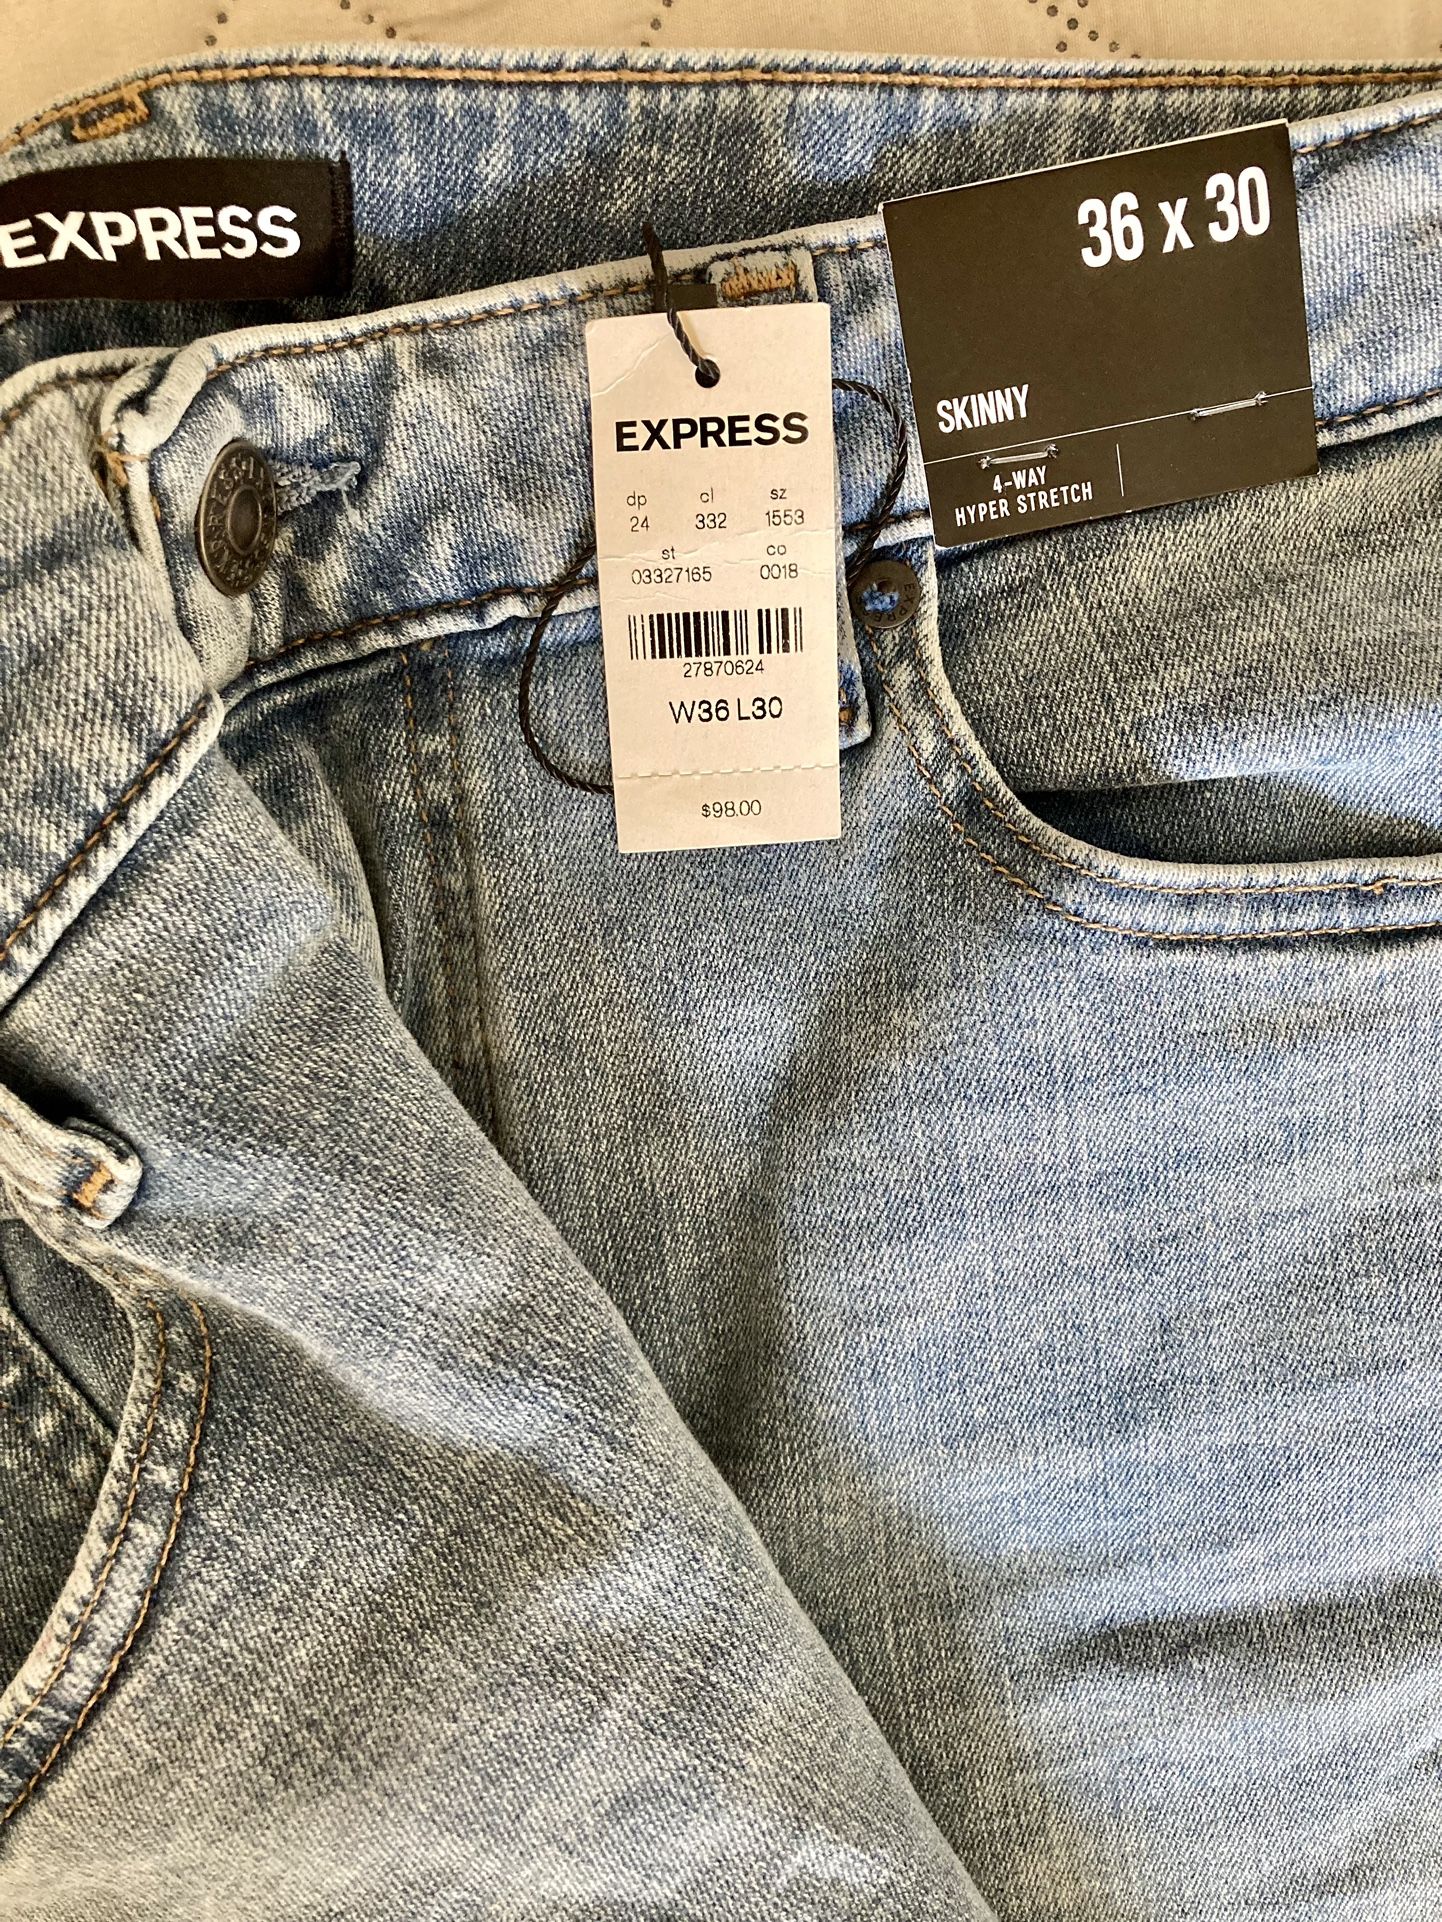 EXPRESS
36 x 30
SKINNY
4-WAY
HYPER STRETCH
EXPRESS
dp cl sz
24 332 1553
st co
03327165 0018
27870624
W36 L30
$98.00
EXPRESS